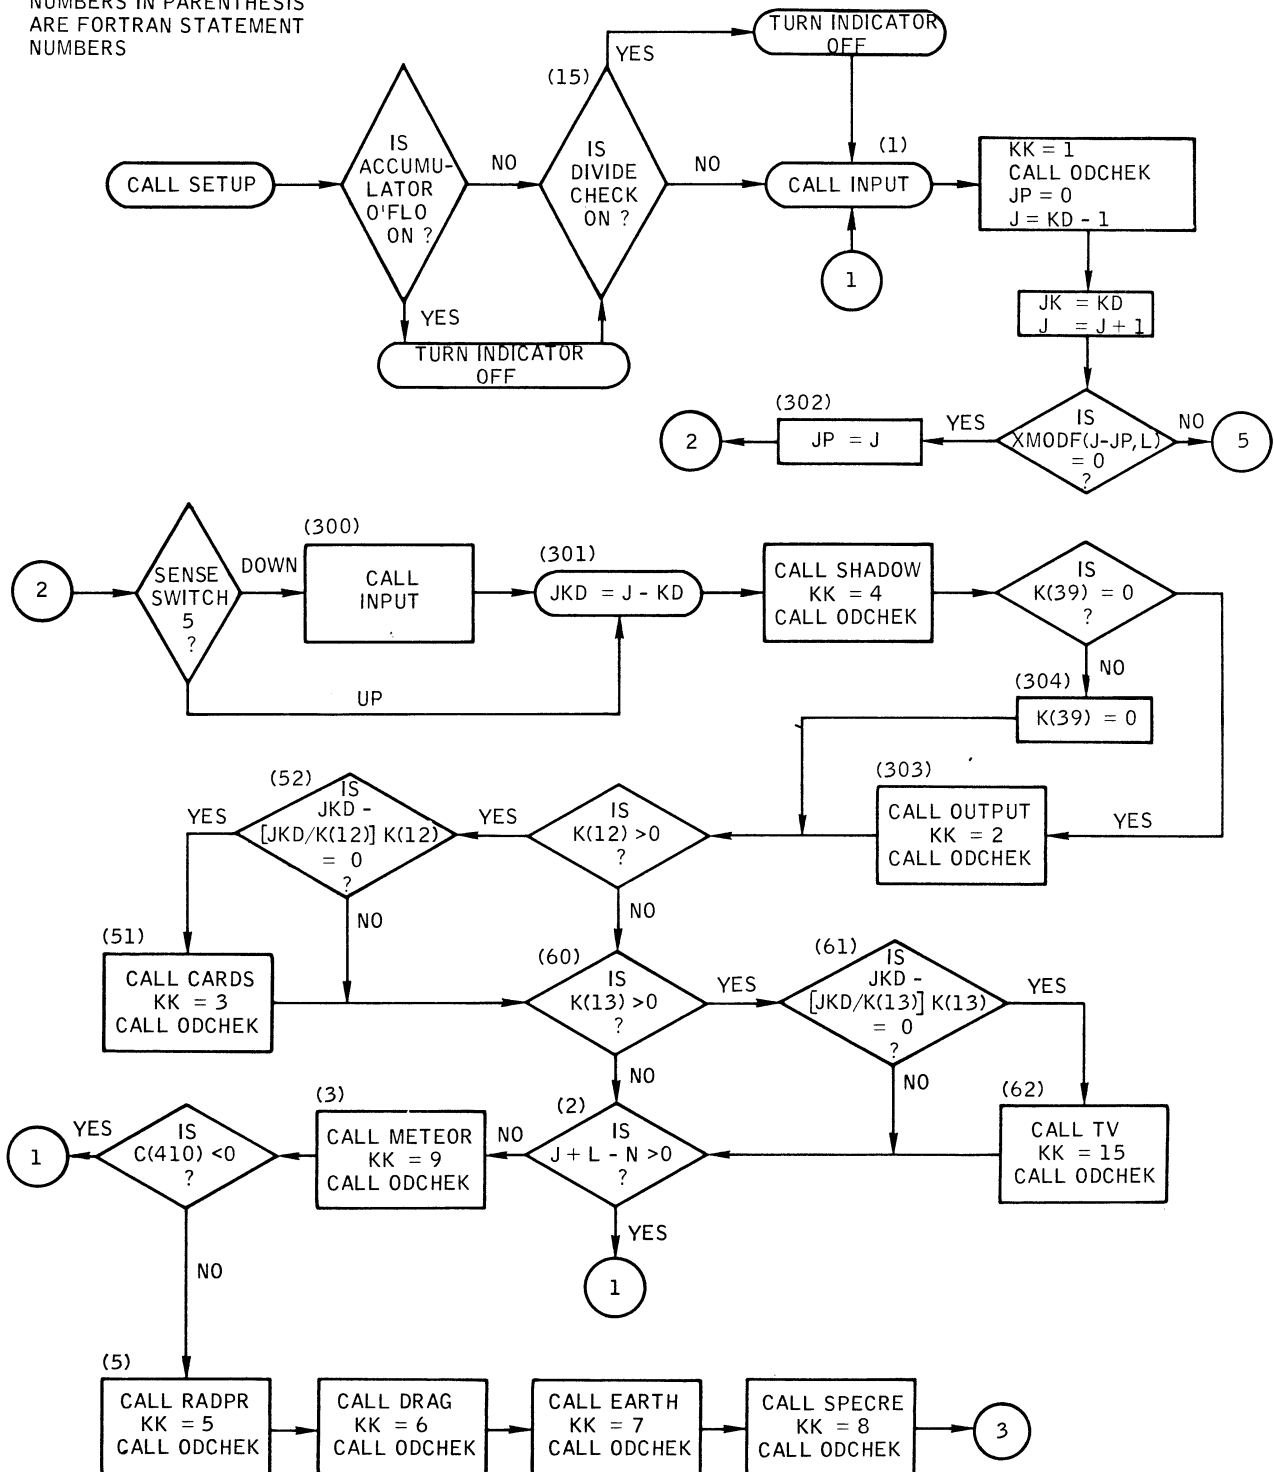 NUMBERS IN PARENTHESIS
ARE FORTRAN STATEMENT
NUMBERS
CALL SETUP
IS
ACCUMU-
LATOR
O'FLO
ON ?
NO
YES
TURN INDICATOR
OFF
(15)
IS
DIVIDE
CHECK
ON ?
YES
NO
TURN INDICATOR
OFF
(1)
CALL INPUT
1
KK = 1
CALL ODCHEK
JP = 0
J = KD - 1
JK = KD
J = J + 1
IS
XMODF(J-JP,L)
= 0
?
NO
5
YES
(302)
JP = J
2
2
SENSE
SWITCH
5
?
DOWN
UP
(300)
CALL
INPUT
(301)
JKD = J - KD
CALL SHADOW
KK = 4
CALL ODCHEK
IS
K(39) = 0
?
NO
(304)
K(39) = 0
YES
(303)
CALL OUTPUT
KK = 2
CALL ODCHEK
IS
K(12) >0
?
YES
NO
(52)
IS
JKD -
[JKD/K(12)] K(12)
= 0
?
YES
NO
(51)
CALL CARDS
KK = 3
CALL ODCHEK
(60)
IS
K(13) >0
?
YES
NO
(61)
IS
JKD -
[JKD/K(13)] K(13)
= 0
?
YES
NO
(62)
CALL TV
KK = 15
CALL ODCHEK
(2)
IS
J + L - N >0
?
NO
YES
1
(3)
CALL METEOR
KK = 9
CALL ODCHEK
IS
C(410) <0
?
YES
1
NO
(5)
CALL RADPR
KK = 5
CALL ODCHEK
CALL DRAG
KK = 6
CALL ODCHEK
CALL EARTH
KK = 7
CALL ODCHEK
CALL SPECRE
KK = 8
CALL ODCHEK
3